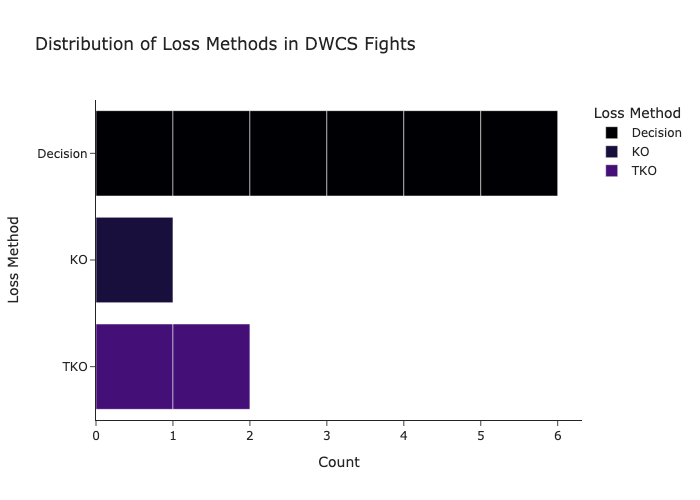 Distribution of Loss Methods in DWCS Fights
Loss Method
Decision
KO
TKO
Loss Method
Decision
KO
TKO
0 1 2 3 4 5 6
Count